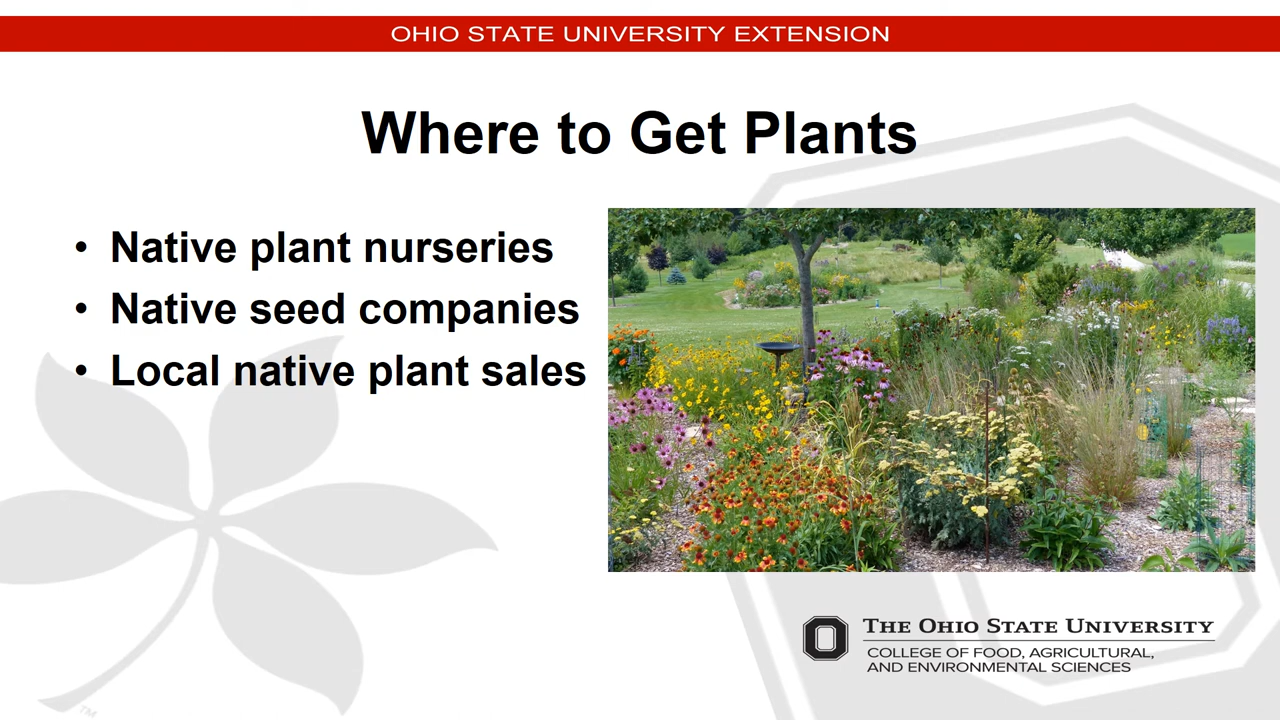 OHIO STATE UNIVERSITY EXTENSION
Where to Get Plants
• Native plant nurseries
• Native seed companies
• Local native plant sales
THE OHIO STATE UNIVERSITY
COLLEGE OF FOOD, AGRICULTURAL,
AND ENVIRONMENTAL SCIENCES
TM